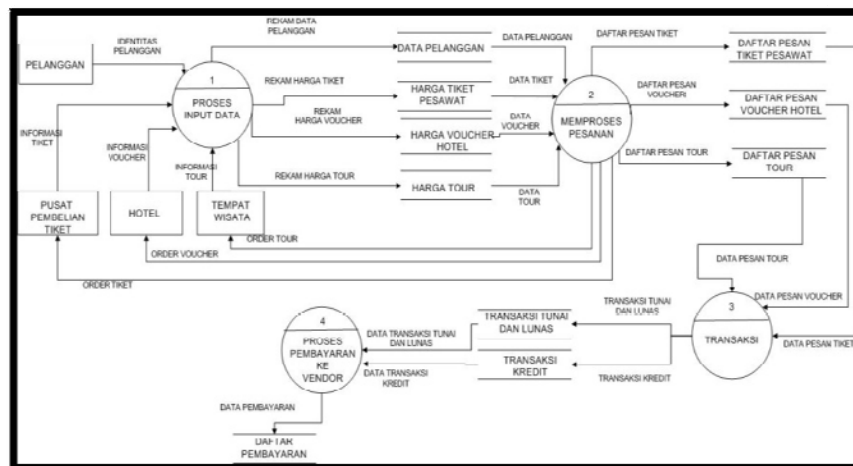 REKAM DATA
PELANGGAN
IDENTITAS
PELANGGAN
PELANGGAN
DATA PELANGGAN
DATA PELANGGAN
DAFTAR PESAN TIKET
DAFTAR PESAN
TIKET PESAWAT
1
PROSES
INPUT DATA
REKAM HARGA TIKET
HARGA TIKET
PESAWAT
DATA TIKET
2
MEMPROSES
PESANAN
DAFTAR PESAN
VOUCHER
DAFTAR PESAN
VOUCHER HOTEL
REKAM
HARGA VOUCHER
HARGA VOUCHER
HOTEL
DATA
VOUCHER
INFORMASI
TIKET
INFORMASI
VOUCHER
INFORMASI
TOUR
DAFTAR PESAN TOUR
DAFTAR PESAN
TOUR
REKAM HARGA TOUR
HARGA TOUR
DATA
TOUR
PUSAT
PEMBELIAN
TIKET
HOTEL
TEMPAT
WISATA
ORDER TOUR
ORDER VOUCHER
ORDER TIKET
DATA PESAN TOUR
DATA PESAN VOUCHER
3
TRANSAKSI
DATA PESAN TIKET
TRANSAKSI TUNAI
DAN LUNAS
TRANSAKSI TUNAI
DAN LUNAS
DATA TRANSAKSI TUNAI
DAN LUNAS
4
PROSES
PEMBAYARAN
KE
VENDOR
TRANSAKSI
KREDIT
TRANSAKSI KREDIT
DATA TRANSAKSI
KREDIT
DATA PEMBAYARAN
DAFTAR
PEMBAYARAN